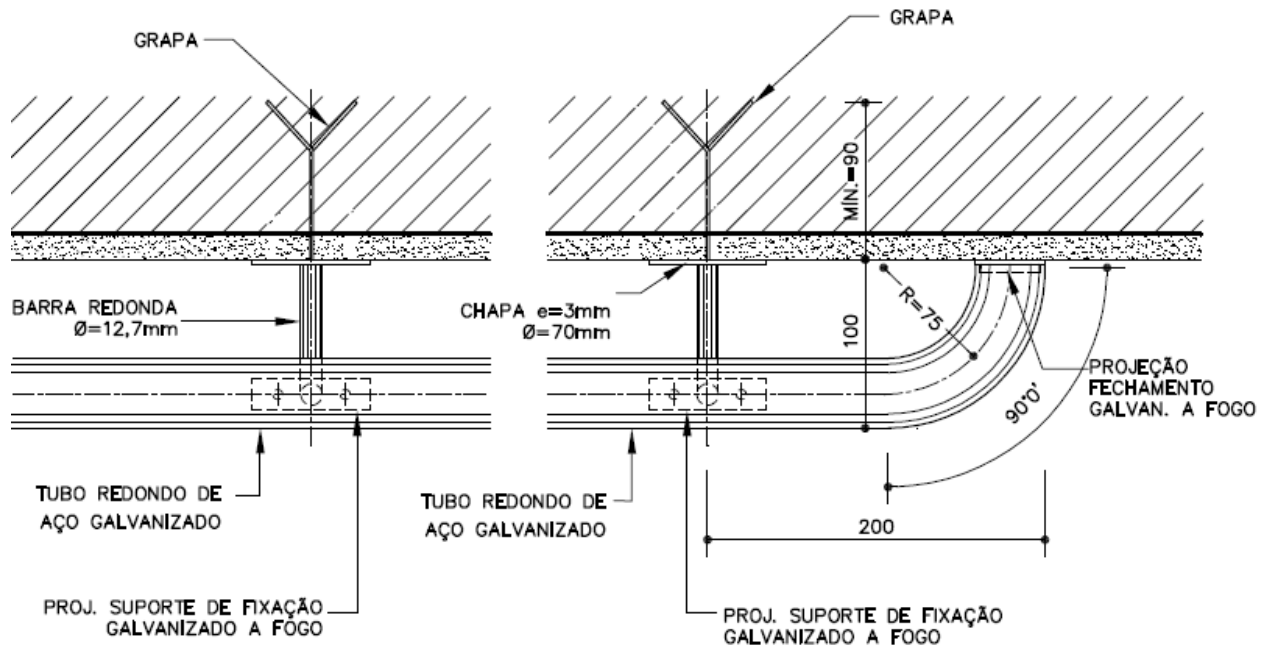 GRAPA
GRAPA
MIN.=90
BARRA REDONDA
Ø=12,7mm
CHAPA e=3mm
Ø=70mm
100
R=75
PROJEÇÃO
FECHAMENTO
GALVAN. A FOGO
90°0'
TUBO REDONDO DE
AÇO GALVANIZADO
TUBO REDONDO DE
AÇO GALVANIZADO
200
PROJ. SUPORTE DE FIXAÇÃO
GALVANIZADO A FOGO
PROJ. SUPORTE DE FIXAÇÃO
GALVANIZADO A FOGO